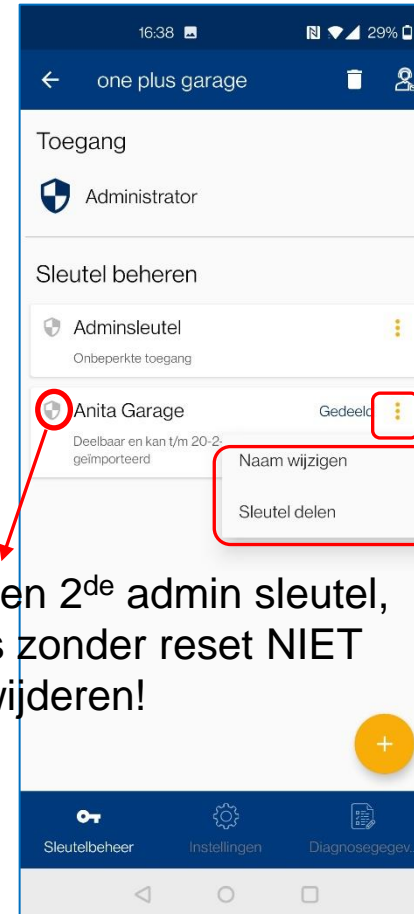 16:38 29%
one plus garage
Toegang
Administrator
Sleutel beheren
Adminsleutel
Onbeperkte toegang
Anita Garage Gedeeld
Deelbaar en kan t/m 20-2-
geïmporteerd
Naam wijzigen
Sleutel delen
en 2de admin sleutel,
s zonder reset NIET
wijderen!
+
Sleutelbeheer Instellingen Diagnosegegev..